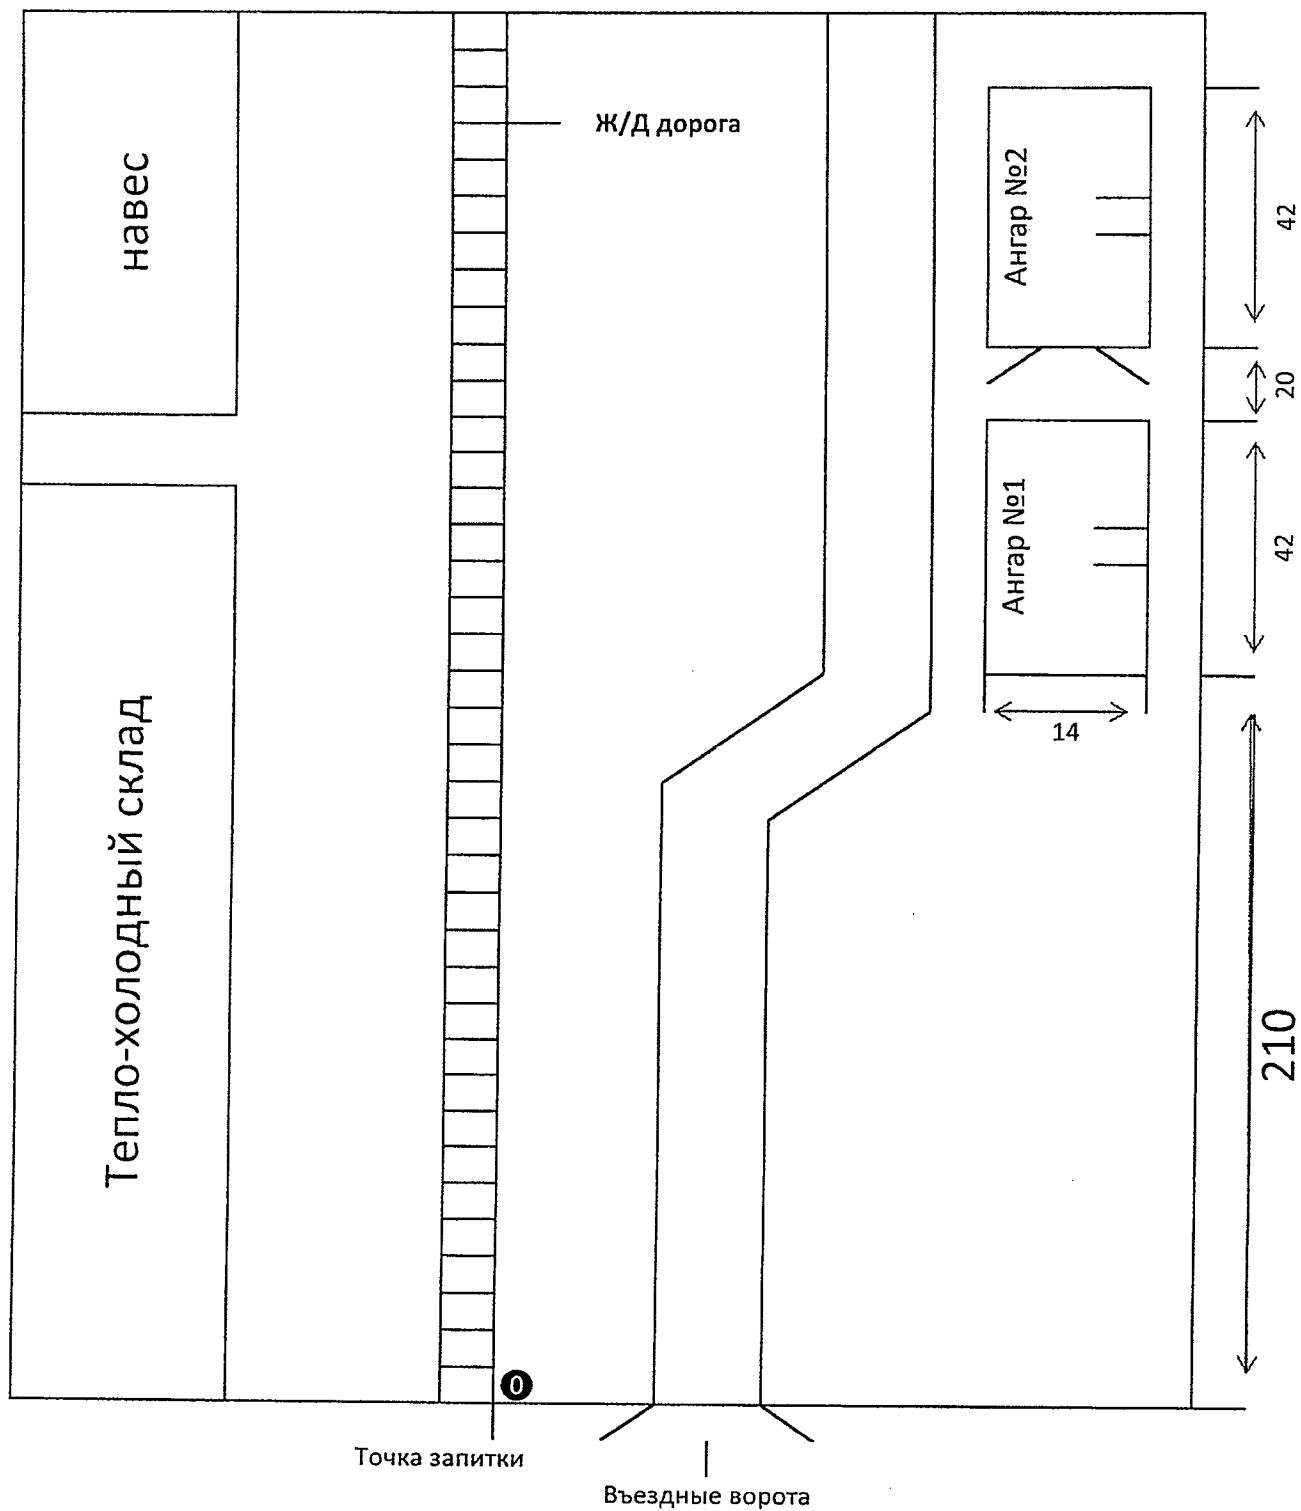 Ж/Д дорога
навес
Ангар №2
42
20
Ангар №1
42
14
Тепло-холодный склад
210
0
Точка запитки
Въездные ворота